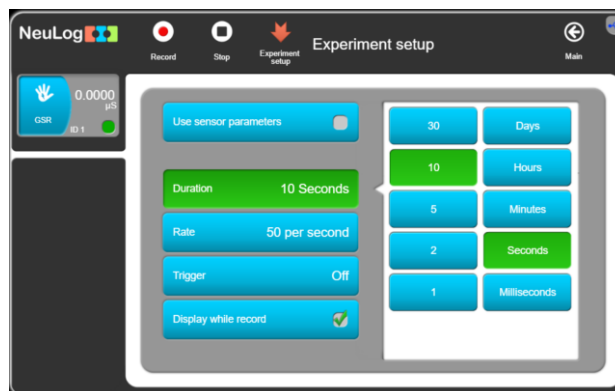 NeuLog
Record
Stop
Experiment setup
Experiment setup
Main
0.0000
µS
GSR
ID 1
Use sensor parameters
Duration 10 Seconds
Rate 50 per second
Trigger Off
Display while record
30 Days
10 Hours
5 Minutes
2 Seconds
1 Milliseconds